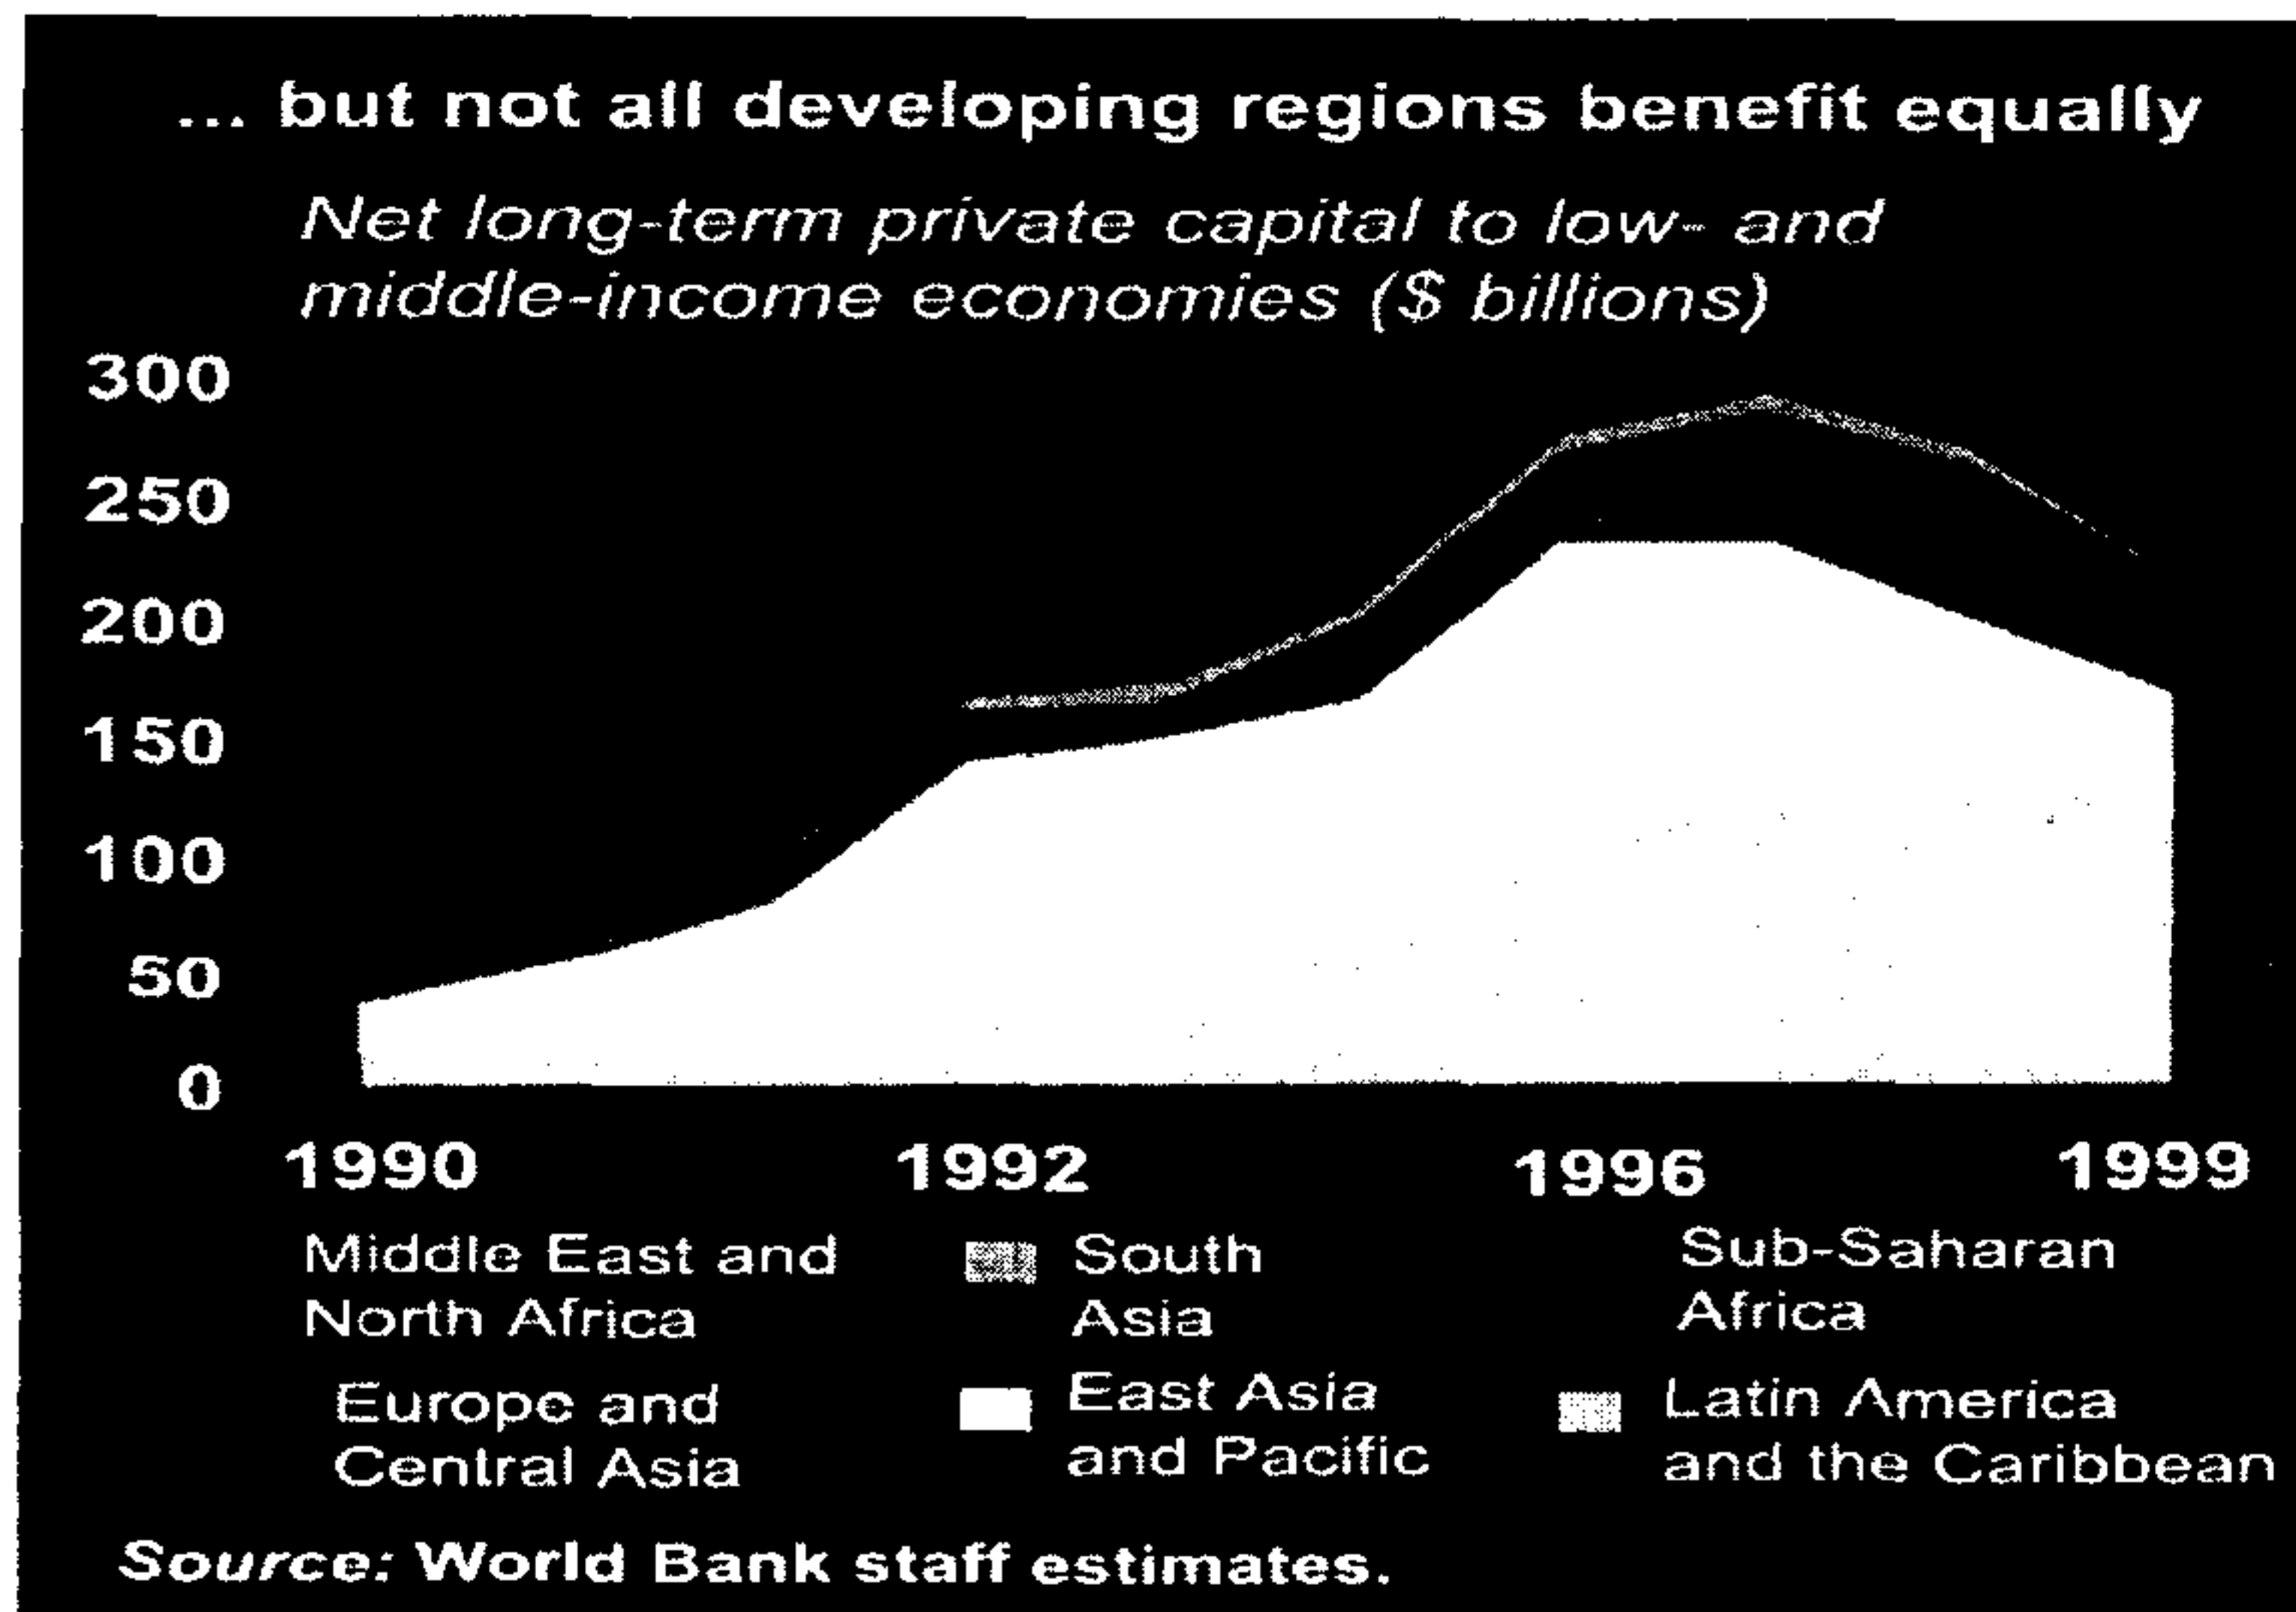 ... but not all developing regions benefit equally
Net long-term private capital to low- and
middle-income economies ($ billions)
300
250
200
150
100
50
0
1990 1992 1996 1999
Middle East and
North Africa
South
Asia
Sub-Saharan
Africa
Europe and
Central Asia
East Asia
and Pacific
Latin America
and the Caribbean
Source: World Bank staff estimates.